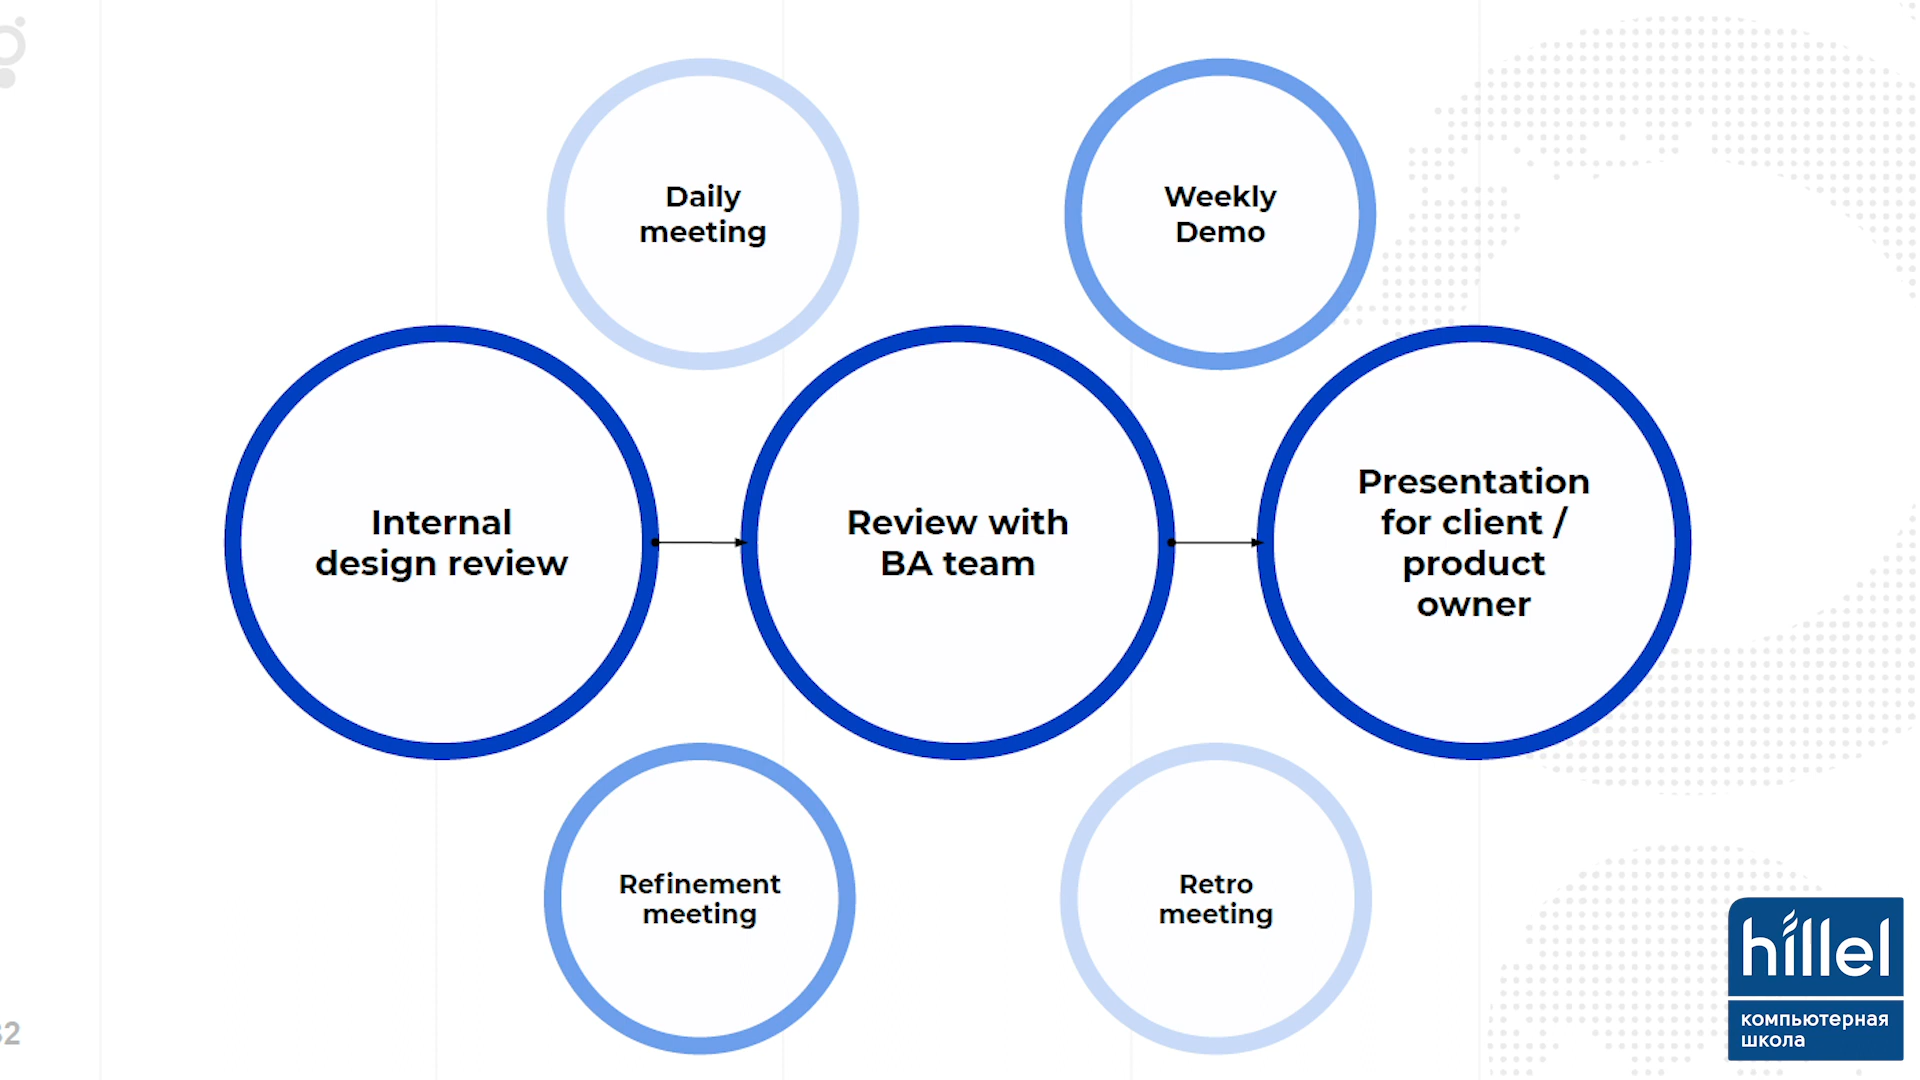 Daily
meeting
Weekly
Demo
Internal
design review
Review with
BA team
Presentation
for client /
product
owner
Refinement
meeting
Retro
meeting
hillel
компьютерная
школа